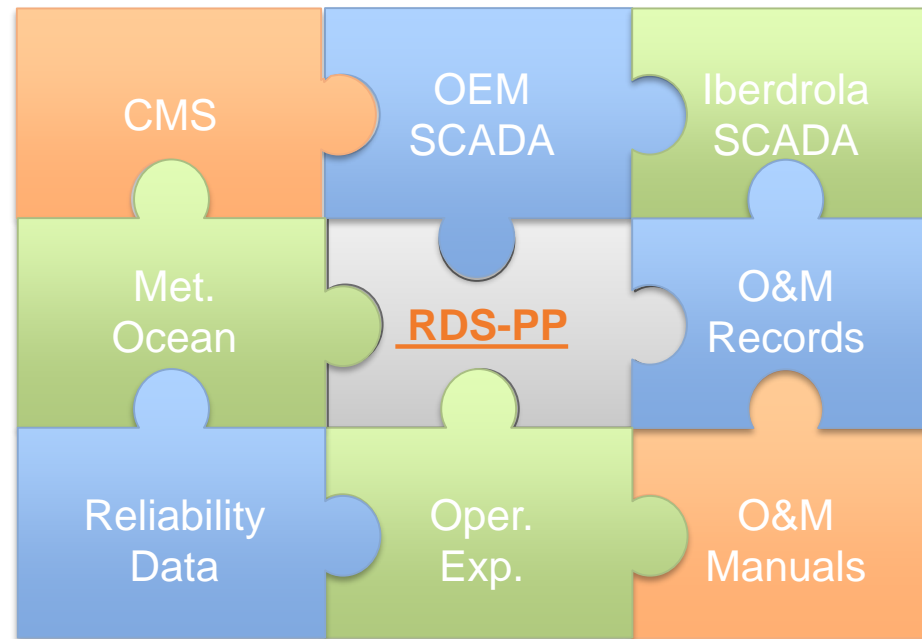 CMS
OEM
SCADA
Iberdrola
SCADA
Met.
Ocean
RDS-PP
O&M
Records
Reliability
Data
Oper.
Exp.
O&M
Manuals